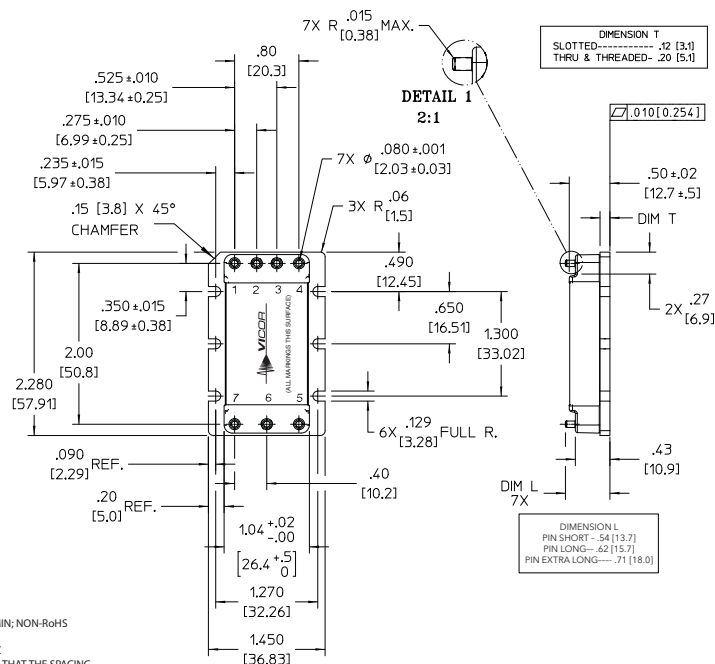 7X R .015 [0.38] MAX.
.80
[20.3]
DIMENSION T
SLOTTED----------- .12 [3.1]
THRU & THREADED- .20 [5.1]
DETAIL 1
2:1
.525 ±.010
[13.34 ±0.25]
.275 ±.010
[6.99 ±0.25]
.235 ±.015
[5.97 ±0.38]
.15 [3.8] X 45°
CHAMFER
7X ø .080 ±.001
[2.03 ±0.03]
3X R .06
[1.5]
.010 [0.254]
.50 ±.02
[12.7 ±.5]
DIM T
.490
[12.45]
.650
[16.51]
1.300
[33.02]
2X .27
[6.9]
1 2 3 4
.350 ±.015
[8.89 ±0.38]
VICOR
(ALL MARKINGS THIS SURFACE)
2.00
[50.8]
2.280
[57.91]
7 6 5
6X .129 [3.28] FULL R.
.090
[2.29] REF.
.20
[5.0] REF.
.40
[10.2]
.43
[10.9]
DIM L
7X
1.04 +.02 -.00
[26.4 +.5 0]
DIMENSION L
PIN SHORT - .54 [13.7]
PIN LONG-- .62 [15.7]
PIN EXTRA LONG---- .71 [18.0]
1.270
[32.26]
1.450
[36.83]
MIN; NON-RoHS
THAT THE SPACING